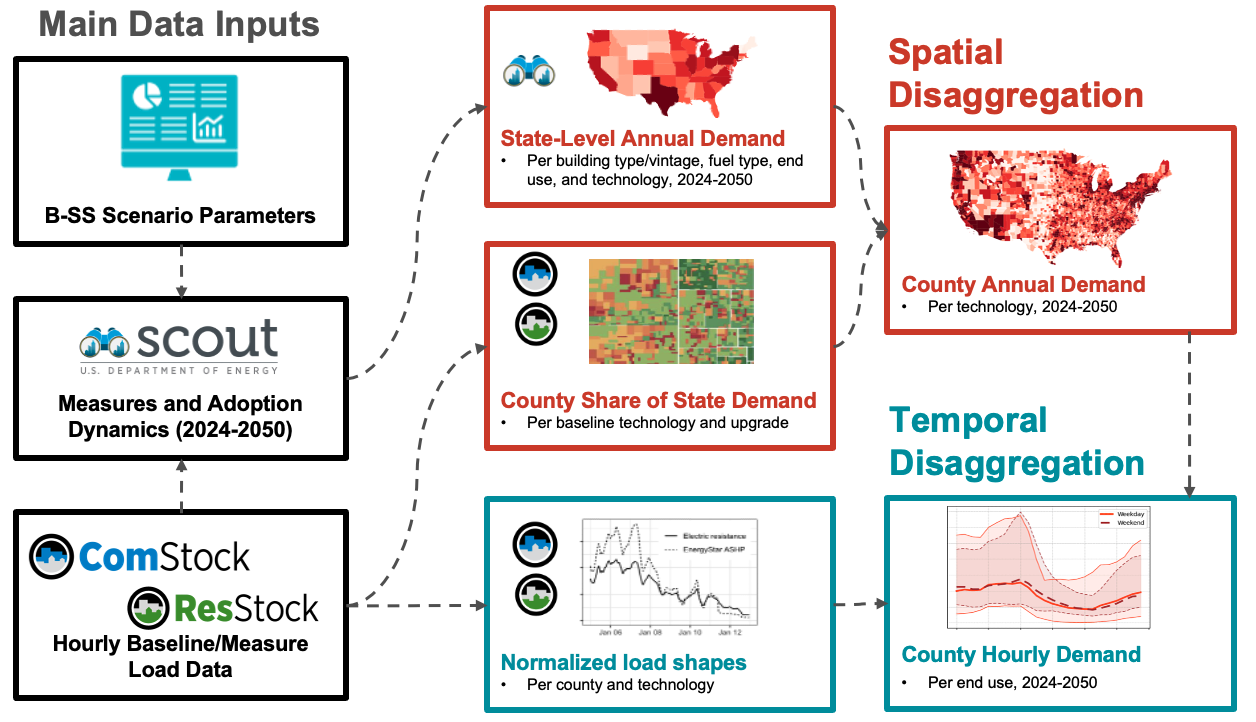 Main Data Inputs
B-SS Scenario Parameters
scout
U.S. DEPARTMENT OF ENERGY
Measures and Adoption
Dynamics (2024-2050)
ComStock
ResStock
Hourly Baseline/Measure
Load Data
State-Level Annual Demand
• Per building type/vintage, fuel type, end
use, and technology, 2024-2050
County Share of State Demand
• Per baseline technology and upgrade
Electric resistance
EnergyStar ASHP
Jan 06 Jan 08 Jan 10 Jan 12
Normalized load shapes
• Per county and technology
Spatial
Disaggregation
County Annual Demand
• Per technology, 2024-2050
Temporal
Disaggregation
Weekday
Weekend
County Hourly Demand
• Per end use, 2024-2050